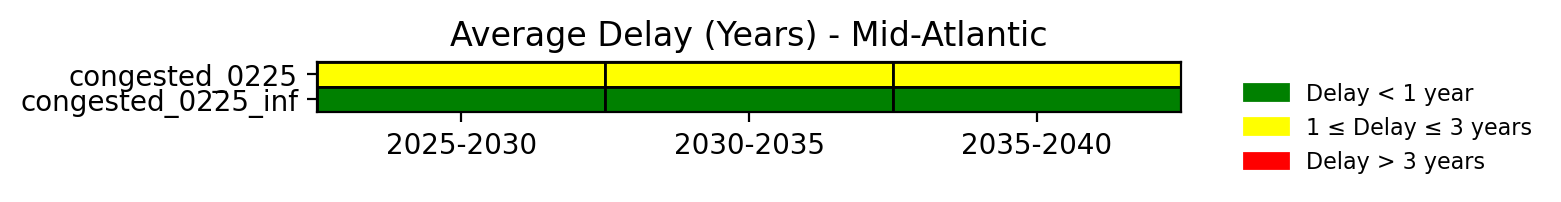 Average Delay (Years) - Mid-Atlantic
congested_0225
congested_0225_inf
2025-2030
2030-2035
2035-2040
Delay < 1 year
1 ≤ Delay ≤ 3 years
Delay > 3 years